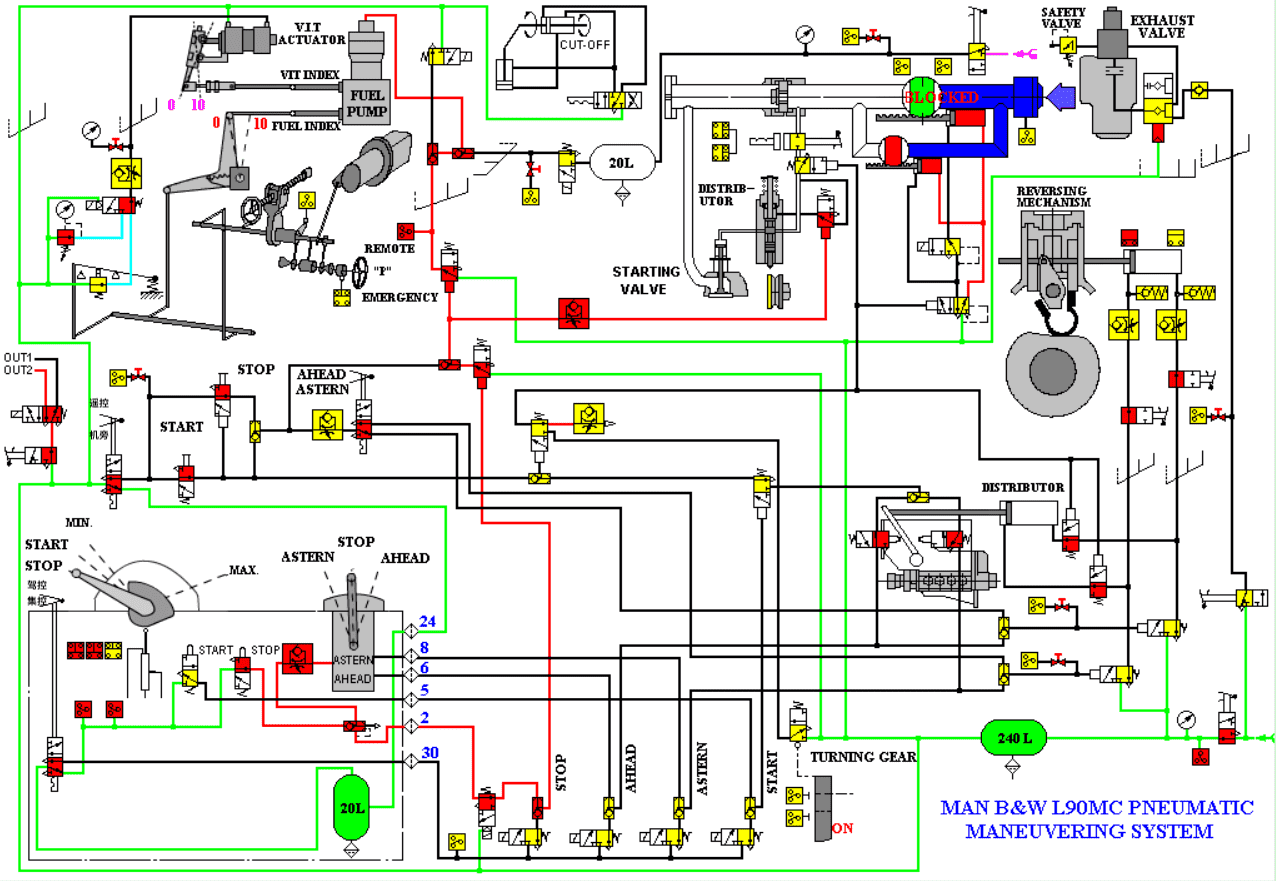 V.I.T
ACTUATOR
VIT INDEX
0 10
FUEL
PUMP
0 10
FUEL INDEX
CUT-OFF
SAFETY
VALVE
EXHAUST
VALVE
BLOCKED
20L
DISTRIB-
UTOR
REVERSING
MECHANISM
REMOTE
"P"
EMERGENCY
STARTING
VALVE
OUT1
OUT2
STOP
AHEAD
ASTERN
遥控
机旁
START
DISTRIBUTOR
MIN.
START
STOP
MAX.
驾控
集控
STOP
ASTERN
AHEAD
START
STOP
ASTERN
AHEAD
24
8
6
5
2
30
20L
STOP
AHEAD
ASTERN
START
240 L
TURNING GEAR
ON
MAN B&W L90MC PNEUMATIC
MANEUVERING SYSTEM